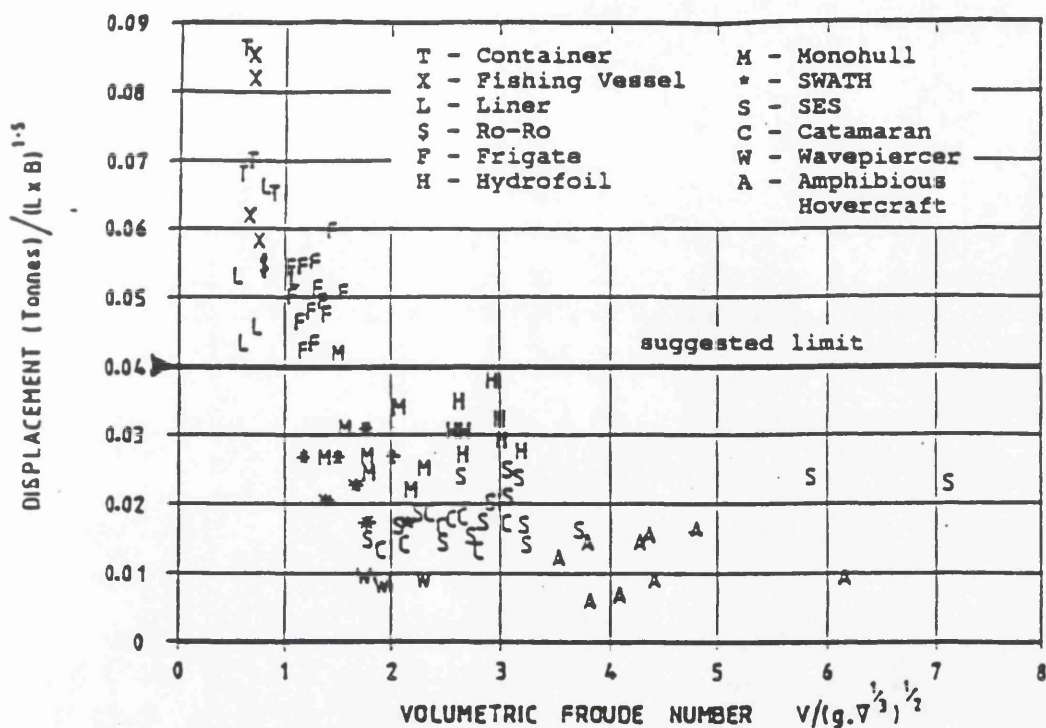 0.09
0.08
0.07
0.06
0.05
0.04
0.03
0.02
0.01
0
DISPLACEMENT (Tonnes)/(L x B)^1.5
T - Container
X - Fishing Vessel
L - Liner
$ - Ro-Ro
F - Frigate
H - Hydrofoil
M - Monohull
* - SWATH
S - SES
C - Catamaran
W - Wavepiercer
A - Amphibious
Hovercraft
suggested limit
0 1 2 3 4 5 6 7 8
VOLUMETRIC FROUDE NUMBER V/(g.∇^1/3)^1/2